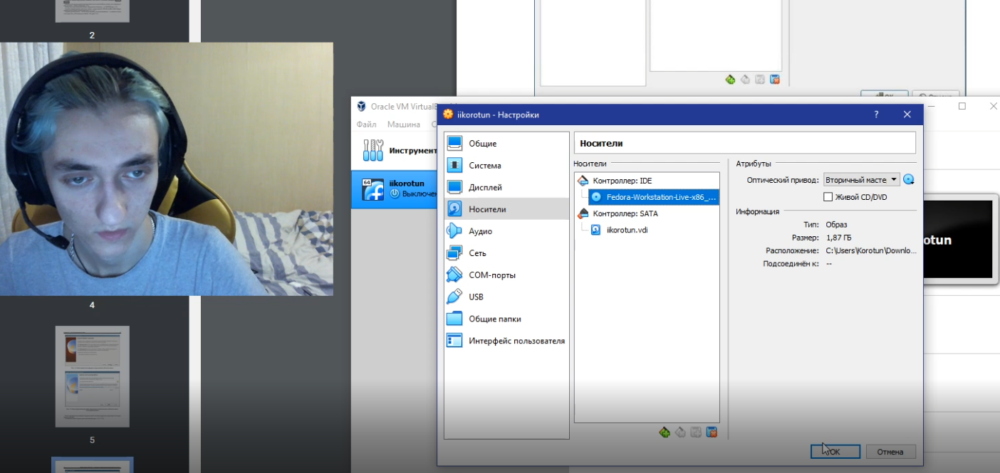 2
4
5
Oracle VM VirtualB
Файл Машина С
Инструмент
64
iikorotun
Выключен
iikorotun - Настройки
?
Общие
Система
Дисплей
Носители
Аудио
Сеть
COM-порты
USB
Общие папки
Интерфейс пользователя
Носители
Носители
Контроллер: IDE
Fedora-Workstation-Live-x86_...
Контроллер: SATA
iikorotun.vdi
Атрибуты
Оптический привод: Вторичный масте
Живой CD/DVD
Информация
Тип: Образ
Размер: 1,87 ГБ
Расположение: C:\Users\Korotun\Downlo...
Подсоединён к: --
OK Отмена
otun